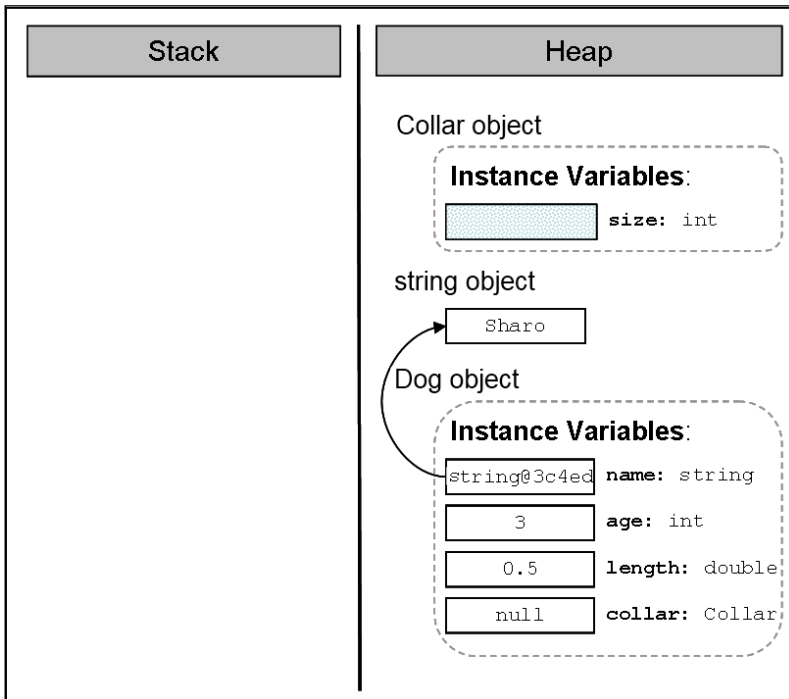 Stack
Heap
Collar object
Instance Variables:
size: int
string object
Sharo
Dog object
Instance Variables:
string@3c4ed name: string
3 age: int
0.5 length: double
null collar: Collar